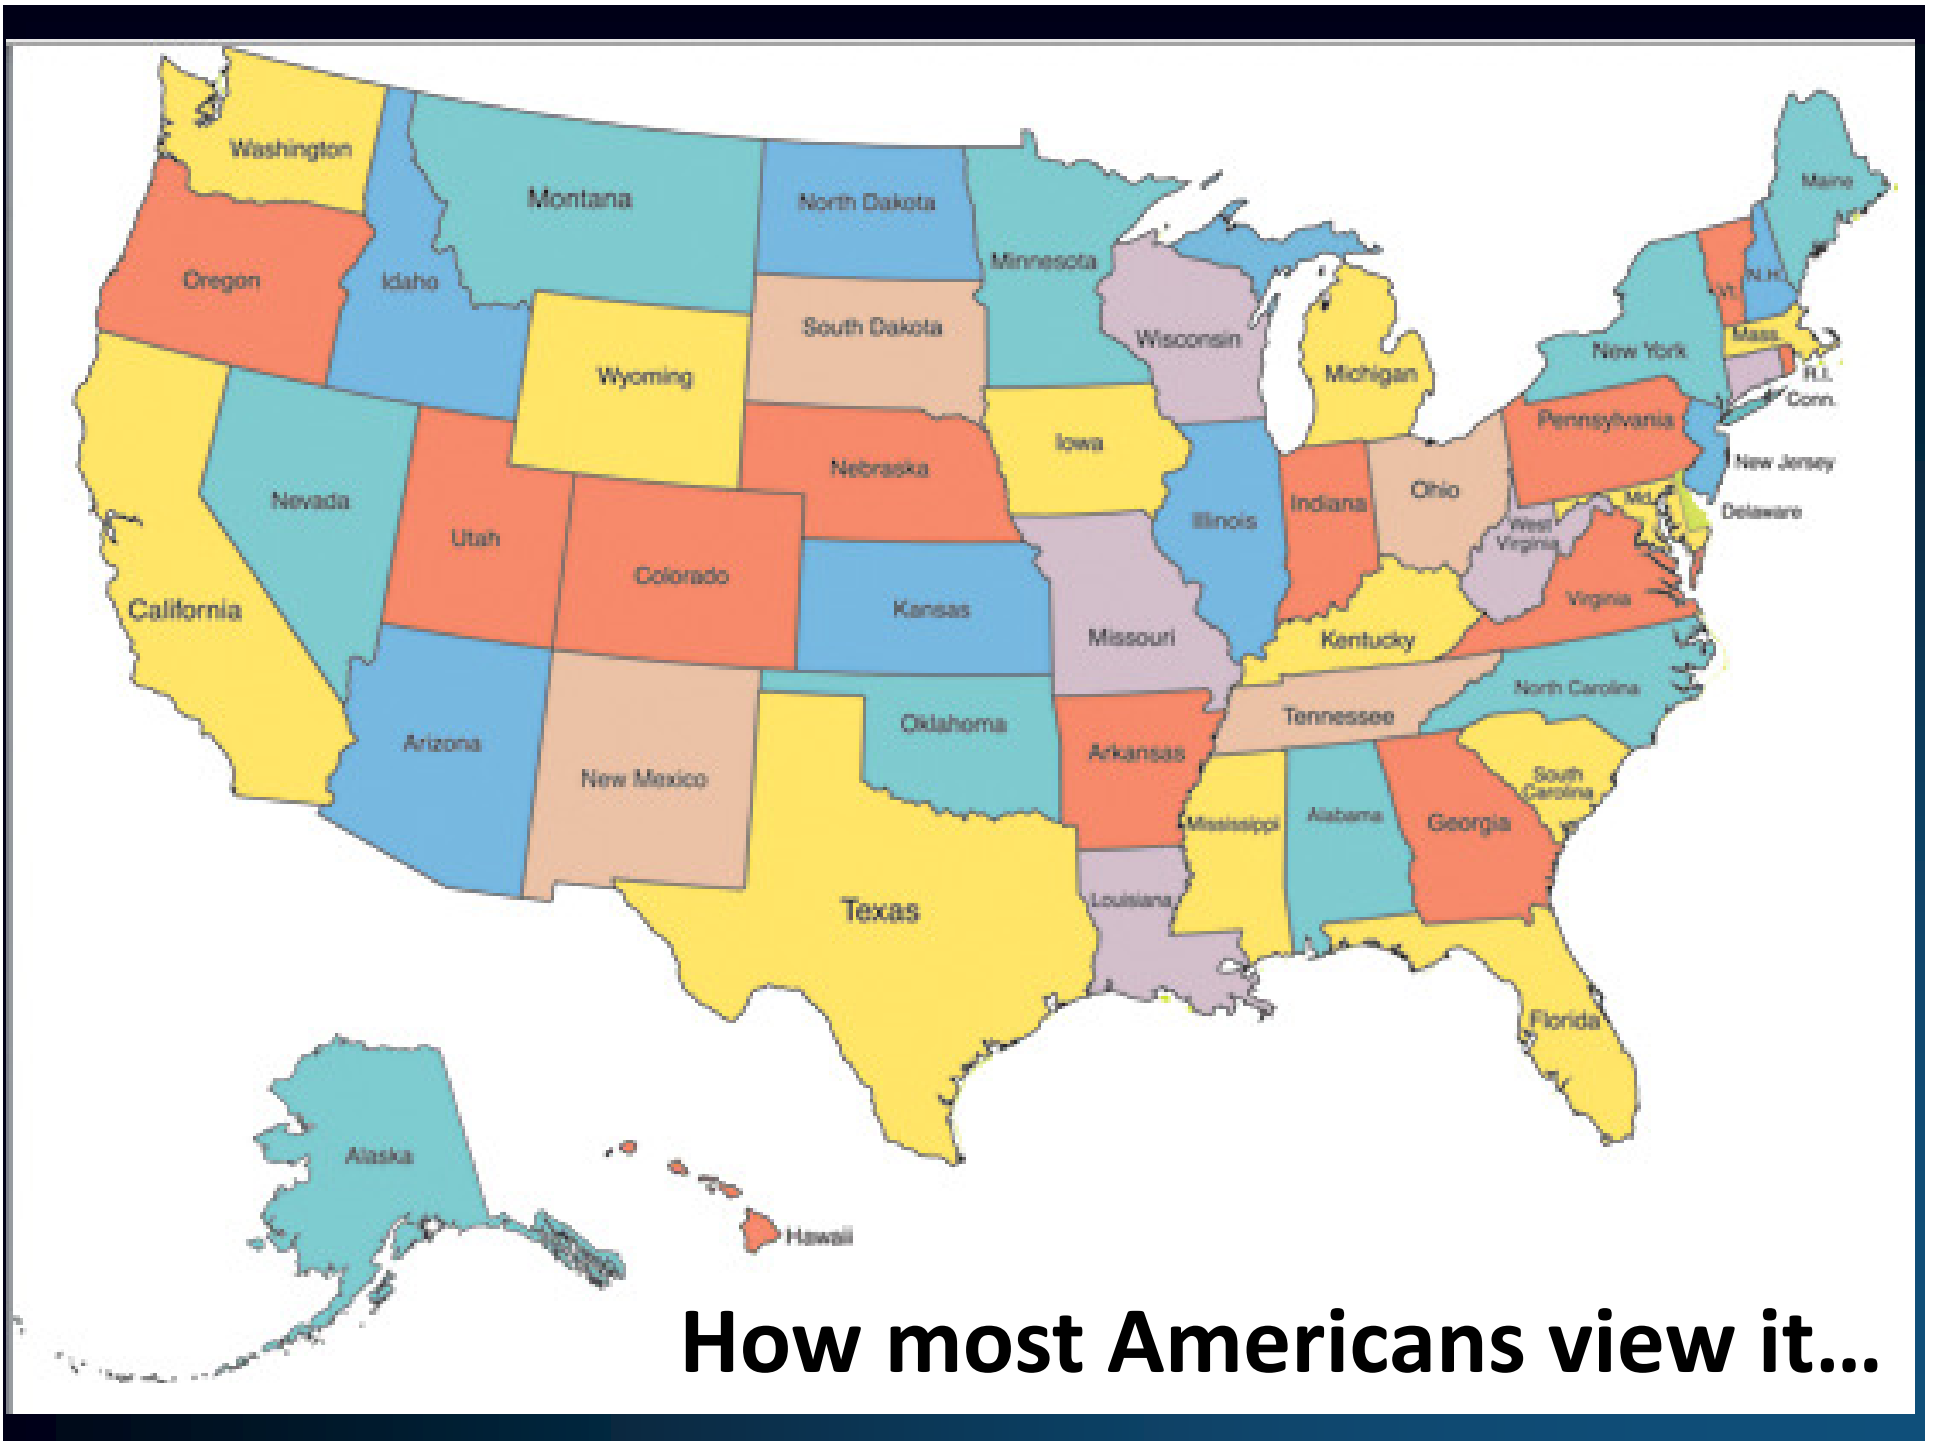 Washington
Montana
North Dakota
Minnesota
Maine
Oregon
Idaho
Vt.
N.H.
South Dakota
Wisconsin
Wyoming
Michigan
New York
Mass.
R.I.
Conn.
Iowa
Nebraska
Pennsylvania
New Jersey
Nevada
Utah
Colorado
Illinois
Indiana
Ohio
Md.
Delaware
West
Virginia
California
Kansas
Missouri
Kentucky
Virginia
Arizona
New Mexico
Oklahoma
Arkansas
Tennessee
North Carolina
South
Carolina
Mississippi
Alabama
Georgia
Texas
Louisiana
Florida
Alaska
Hawaii
How most Americans view it...